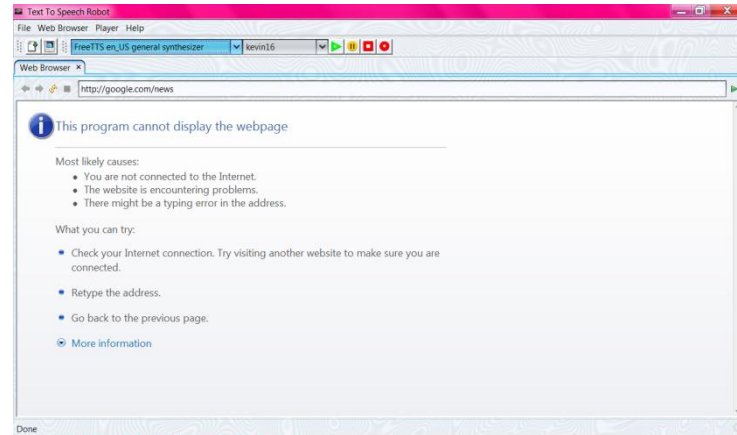 Text To Speech Robot
File Web Browser Player Help
FreeTTS en_US general synthesizer kevin16
Web Browser
http://google.com/news
This program cannot display the webpage
Most likely causes:
You are not connected to the Internet.
The website is encountering problems.
There might be a typing error in the address.
What you can try:
Check your Internet connection. Try visiting another website to make sure you are
connected.
Retype the address.
Go back to the previous page.
More information
Done